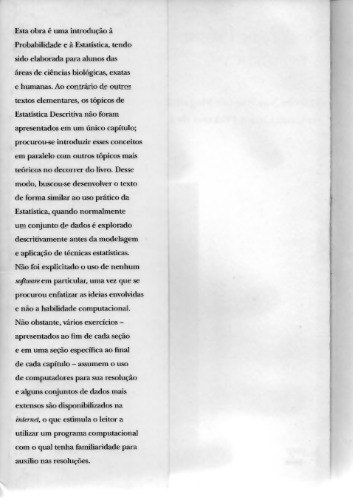 Esta obra é uma introdução à
Probabilidade e à Estatística, tendo
sido elaborada para alunos das
áreas de ciências biológicas, exatas
e humanas. Ao contrário de outros
textos elementares, os tópicos de
Estatística Descritiva não foram
apresentados em um único capítulo;
procurou-se introduzir esses conceitos
em paralelo com outros tópicos mais
teóricos no decorrer do livro. Desse
modo, buscou-se desenvolver o texto
de forma similar ao uso prático da
Estatística, quando normalmente
um conjunto de dados é explorado
descritivamente antes da modelagem
e aplicação de técnicas estatísticas.
Não foi explicitado o uso de nenhum
software em particular, uma vez que se
procurou enfatizar as ideias envolvidas
e não a habilidade computacional.
Não obstante, vários exercícios –
apresentados ao fim de cada seção
e em uma seção específica ao final
de cada capítulo – assumem o uso
de computadores para sua resolução
e alguns conjuntos de dados mais
extensos são disponibilizados na
internet, o que estimula o leitor a
utilizar um programa computacional
com o qual tenha familiaridade para
auxílio nas resoluções.